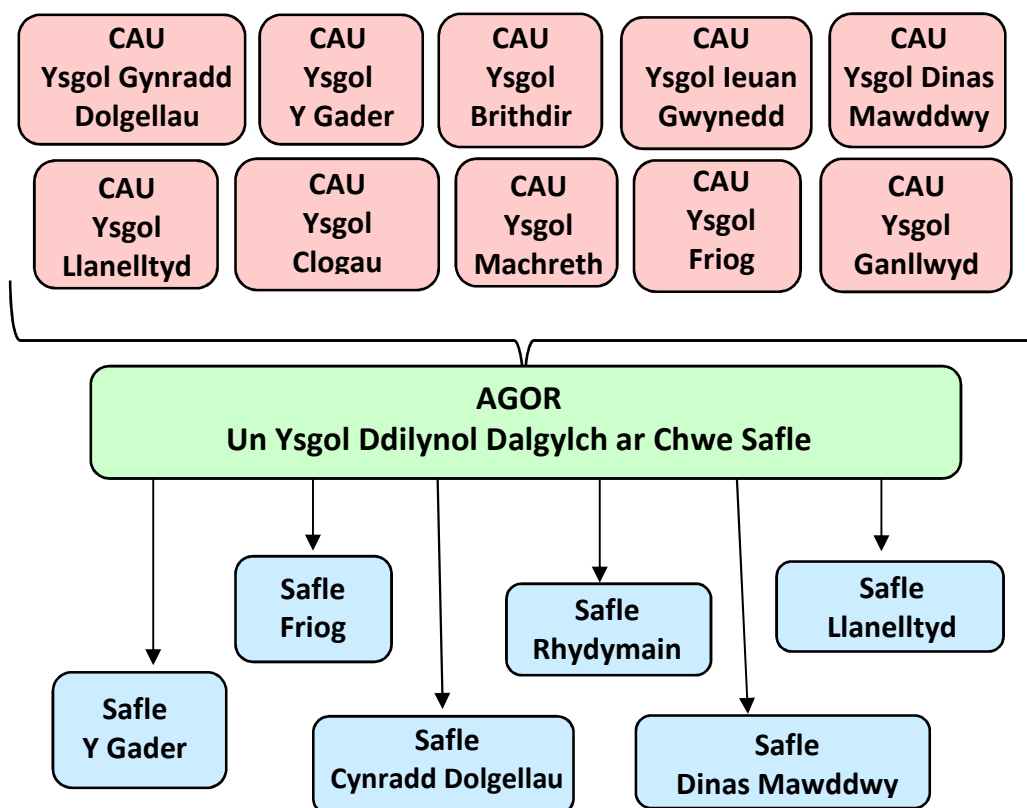 CAU
Ysgol Gynradd
Dolgellau
CAU
Ysgol
Y Gader
CAU
Ysgol
Brithdir
CAU
Ysgol Ieuan
Gwynedd
CAU
Ysgol Dinas
Mawddwy
CAU
Ysgol
Llanelltyd
CAU
Ysgol
Clogau
CAU
Ysgol
Machreth
CAU
Ysgol
Friog
CAU
Ysgol
Ganllwyd
AGOR
Un Ysgol Ddilynol Dalgylch ar Chwe Safle
Safle
Friog
Safle
Rhydymain
Safle
Llanelltyd
Safle
Y Gader
Safle
Cynradd Dolgellau
Safle
Dinas Mawddwy